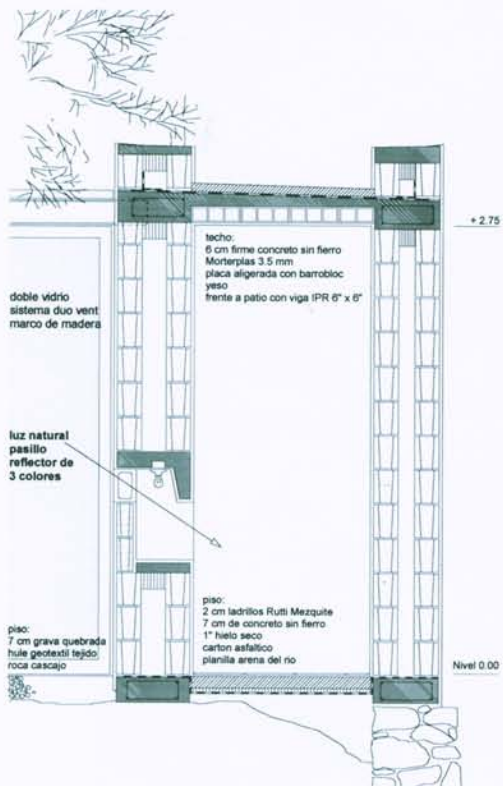 + 2.75
techo:
6 cm firme concreto sin fierro
Morterplas 3.5 mm
placa aligerada con barrobloc
yeso
frente a patio con viga IPR 6" x 6"
doble vidrio
sistema duo vent
marco de madera
luz natural
pasillo
reflector de
3 colores
piso:
2 cm ladrillos Rutti Mezquite
7 cm de concreto sin fierro
1" hielo seco
carton asfaltico
planilla arena del rio
piso:
7 cm grava quebrada
hule geotextil tejido
roca cascajo
Nivel 0.00